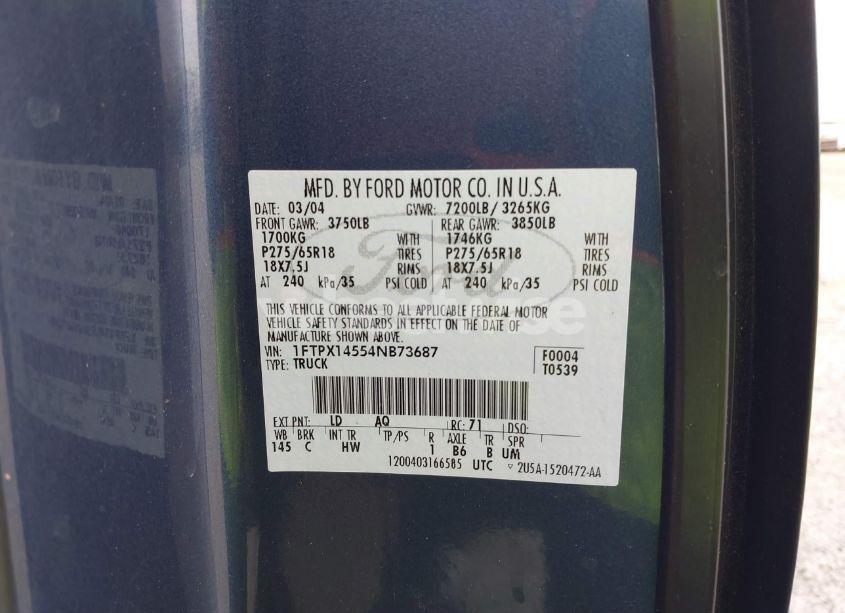 MFD. BY FORD MOTOR CO. IN U.S.A.
DATE: 03/04 GVWR: 7200LB/ 3265KG
FRONT GAWR: 3750LB REAR GAWR: 3850LB
1700KG WITH 1746KG WITH
P275/65R18 TIRES P275/65R18 TIRES
18X7.5J RIMS 18X7.5J RIMS
AT 240 kPa/35 PSI COLD AT 240 kPa/35 PSI COLD
THIS VEHICLE CONFORMS TO ALL APPLICABLE FEDERAL MOTOR
VEHICLE SAFETY STANDARDS IN EFFECT ON THE DATE OF
MANUFACTURE SHOWN ABOVE.
VIN: 1FTPX14554NB73687 F0004
TYPE: TRUCK T0539
EXT PNT: LD AQ RC: 71 DSO:
WB BRK INT TR TP/PS R AXLE TR SPR
145 C HW 1 B6 B UM
1200403166585 UTC ▽ 2U5A-1520472-AA
Ford